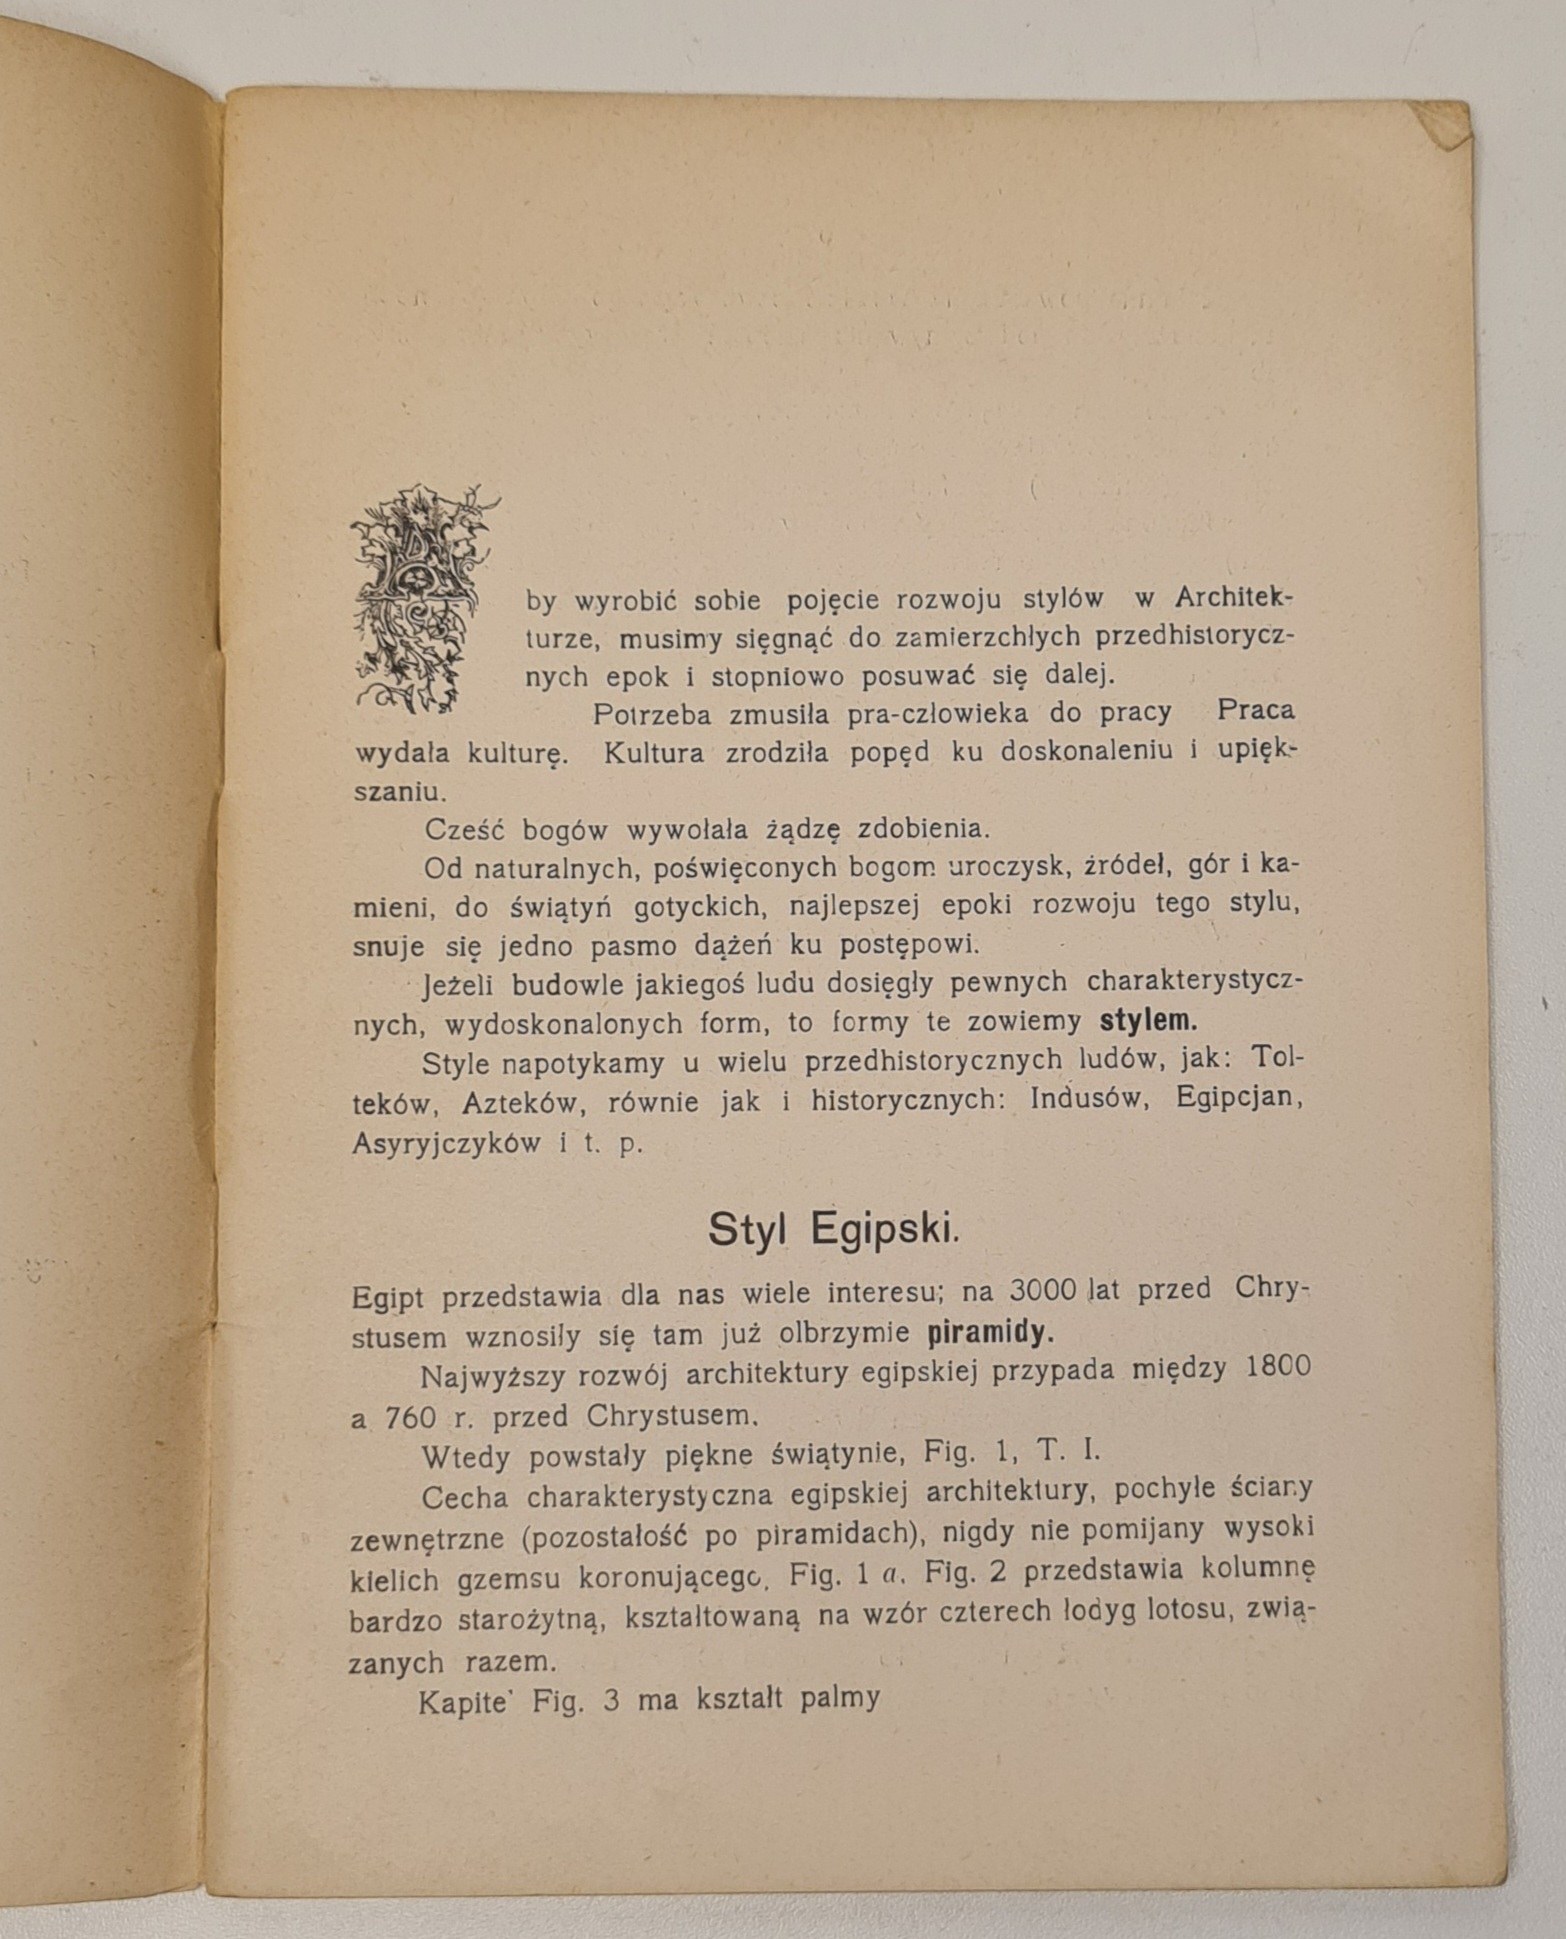 Aby wyrobić sobie pojęcie rozwoju stylów w Architek-
turze, musimy sięgnąć do zamierzchłych przedhistorycz-
nych epok i stopniowo posuwać się dalej.
Potrzeba zmusiła pra-człowieka do pracy Praca
wydała kulturę. Kultura zrodziła popęd ku doskonaleniu i upięk-
szaniu.
Cześć bogów wywołała żądzę zdobienia.
Od naturalnych, poświęconych bogom uroczysk, źródeł, gór i ka-
mieni, do świątyń gotyckich, najlepszej epoki rozwoju tego stylu,
snuje się jedno pasmo dążeń ku postępowi.
Jeżeli budowle jakiegoś ludu dosięgły pewnych charakterystycz-
nych, wydoskonalonych form, to formy te zowiemy stylem.
Style napotykamy u wielu przedhistorycznych ludów, jak: Tol-
teków, Azteków, równie jak i historycznych: Indusów, Egipcjan,
Asyryjczyków i t. p.
Styl Egipski.
Egipt przedstawia dla nas wiele interesu; na 3000 lat przed Chry-
stusem wznosiły się tam już olbrzymie piramidy.
Najwyższy rozwój architektury egipskiej przypada między 1800
a 760 r. przed Chrystusem.
Wtedy powstały piękne świątynie, Fig. 1, T. I.
Cecha charakterystyczna egipskiej architektury, pochyłe ściany
zewnętrzne (pozostałość po piramidach), nigdy nie pomijany wysoki
kielich gzemsu koronującego. Fig. 1 a. Fig. 2 przedstawia kolumnę
bardzo starożytną, kształtowaną na wzór czterech łodyg lotosu, zwią-
zanych razem.
Kapite' Fig. 3 ma kształt palmy